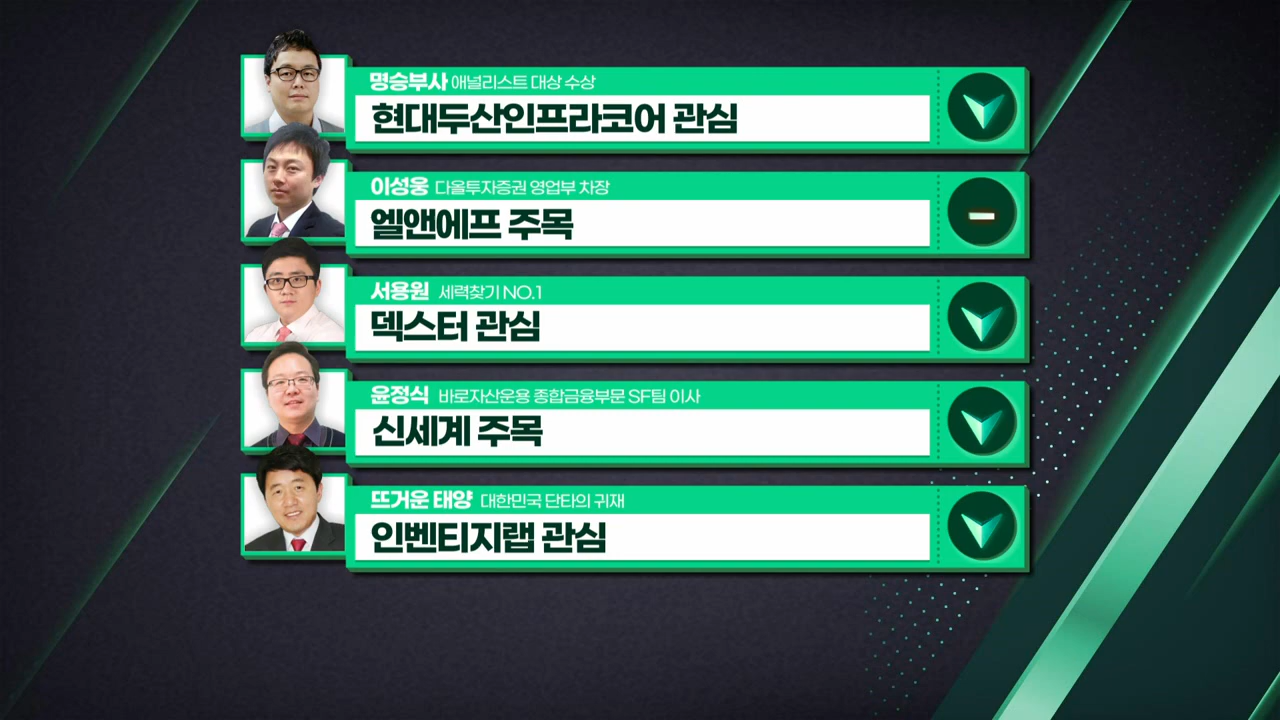 명승부사 애널리스트 대상 수상
현대두산인프라코어 관심
이성웅 다올투자증권 영업부 차장
엘앤에프 주목
서용원 세력찾기 NO.1
덱스터 관심
윤정식 바로자산운용 종합금융부문 SF팀 이사
신세계 주목
뜨거운 태양 대한민국 단타의 귀재
인벤티지랩 관심